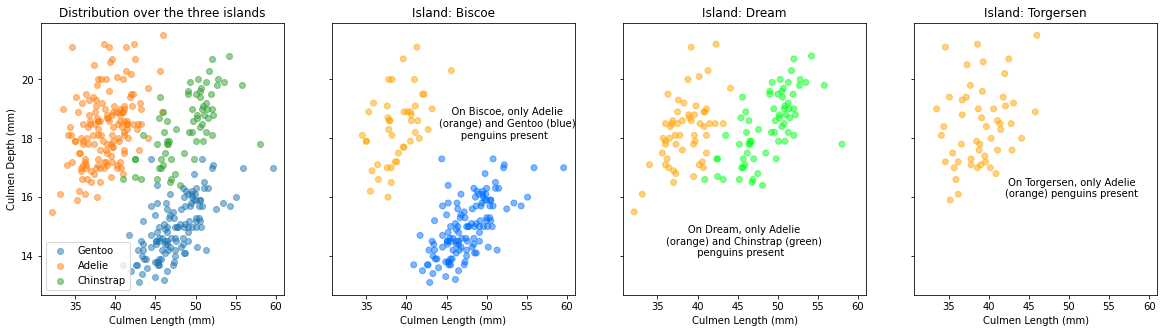 Distribution over the three islands
Island: Biscoe
Island: Dream
Island: Torgersen
Culmen Depth (mm)
20
18
16
14
Gentoo
Adelie
Chinstrap
35 40 45 50 55 60
Culmen Length (mm)
On Biscoe, only Adelie
(orange) and Gentoo (blue)
penguins present
35 40 45 50 55 60
Culmen Length (mm)
On Dream, only Adelie
(orange) and Chinstrap (green)
penguins present
35 40 45 50 55 60
Culmen Length (mm)
On Torgersen, only Adelie
(orange) penguins present
35 40 45 50 55 60
Culmen Length (mm)